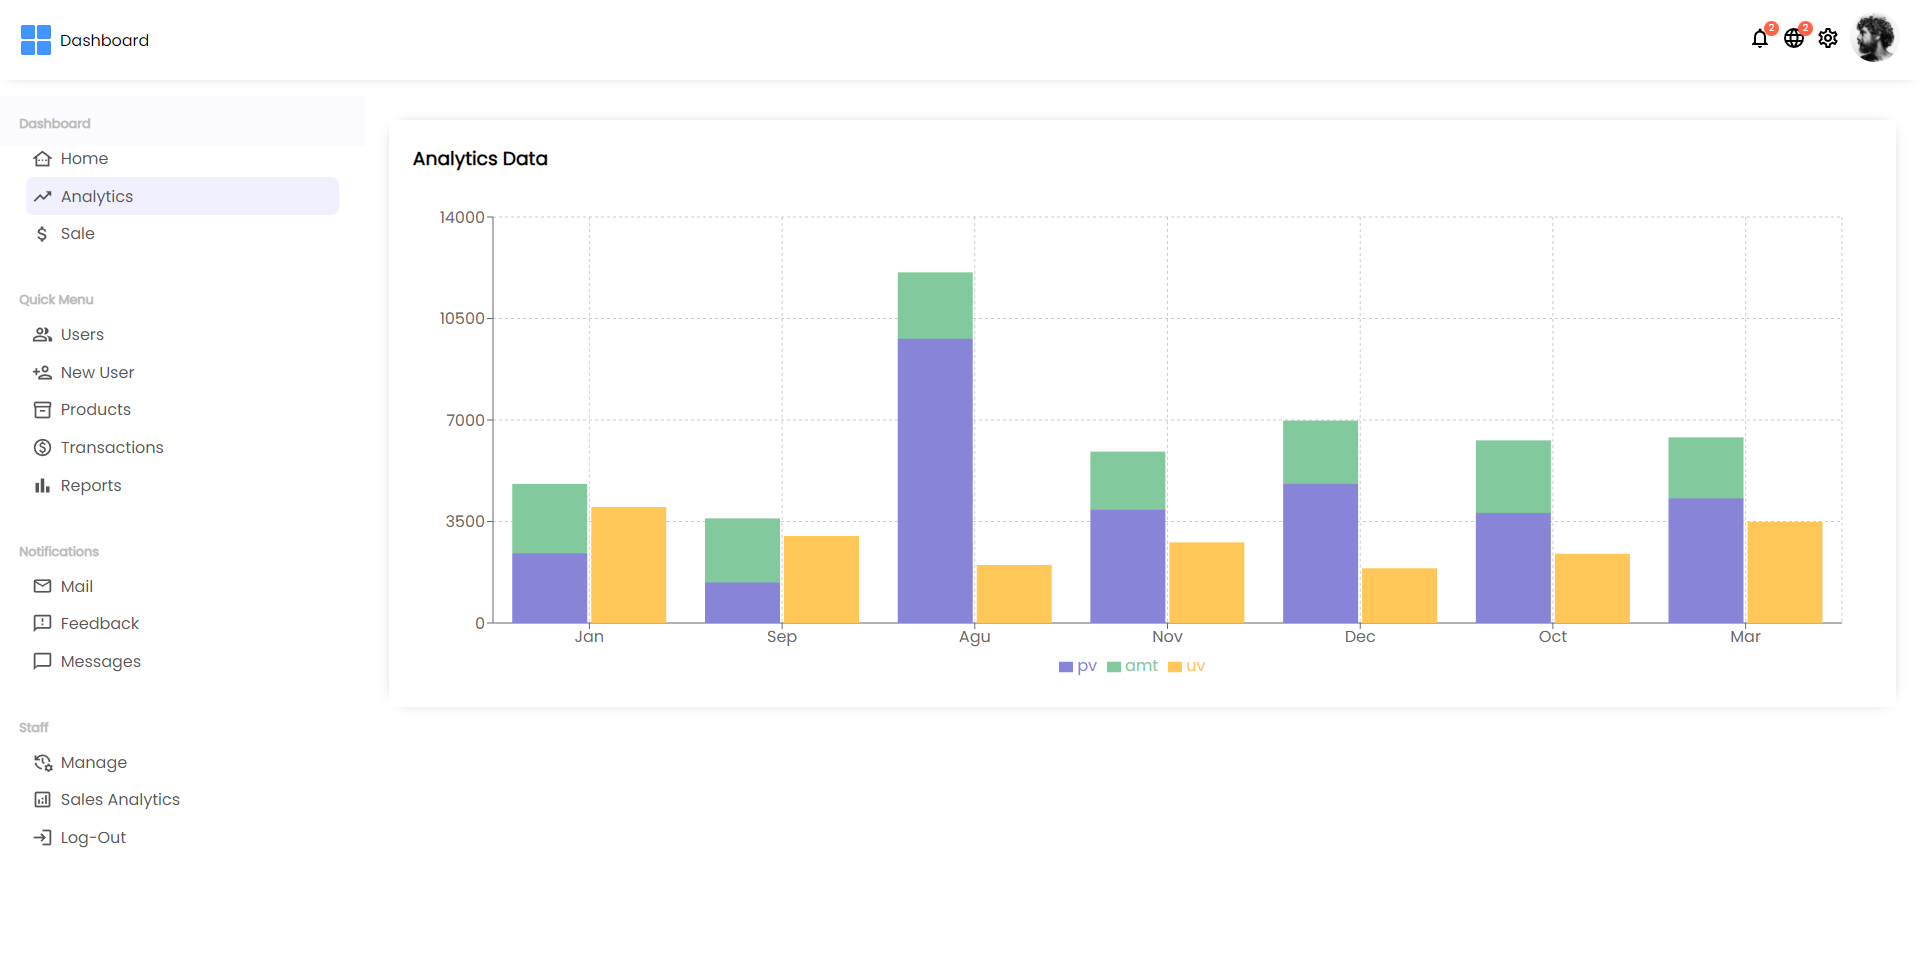 Dashboard
2
2
Dashboard
Home
Analytics
Sale
Quick Menu
Users
New User
Products
Transactions
Reports
Notifications
Mail
Feedback
Messages
Staff
Manage
Sales Analytics
Log-Out
Analytics Data
14000
10500
7000
3500
0
Jan Sep Agu Nov Dec Oct Mar
pv amt uv